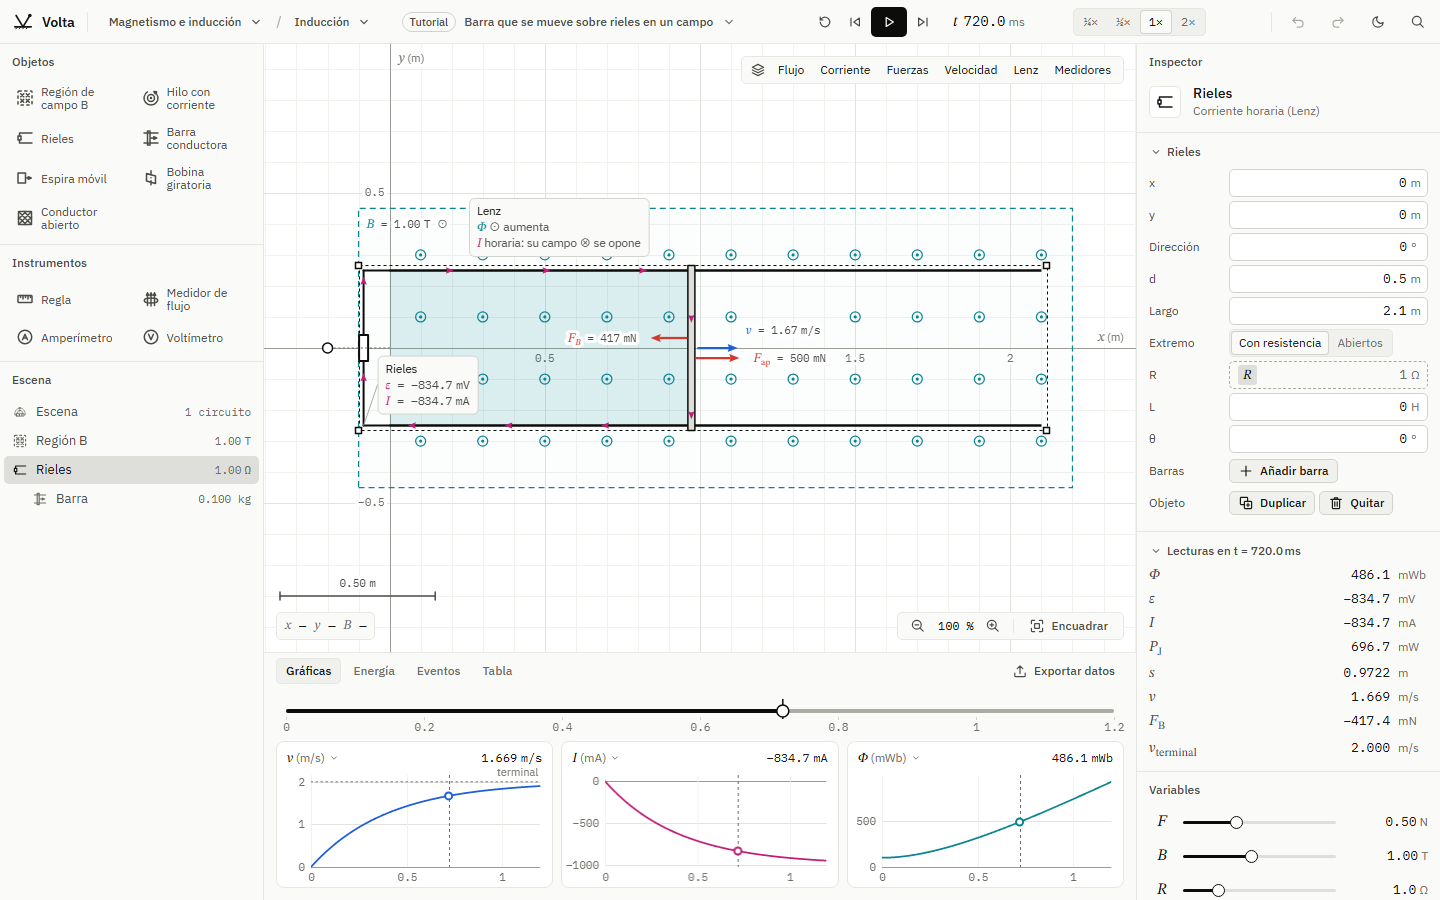 Volta
Magnetismo e inducción / Inducción
Tutorial Barra que se mueve sobre rieles en un campo
t 720.0 ms
¼× ½× 1× 2×
Objetos
Región de campo B
Hilo con corriente
Rieles
Barra conductora
Espira móvil
Bobina giratoria
Conductor abierto
Instrumentos
Regla
Medidor de flujo
Amperímetro
Voltímetro
Escena
Escena 1 circuito
Región B 1.00 T
Rieles 1.00 Ω
Barra 0.100 kg
y (m)
Flujo Corriente Fuerzas Velocidad Lenz Medidores
0.5
B = 1.00 T ⊙
Lenz
Φ ⊙ aumenta
I horaria: su campo ⊗ se opone
F_B = 417 mN
v = 1.67 m/s
F_ap = 500 mN
x (m)
0.5 1.5 2
Rieles
ε = −834.7 mV
I = −834.7 mA
−0.5
0.50 m
x – y – B –
100 % Encuadrar
Gráficas Energía Eventos Tabla
Exportar datos
0 0.2 0.4 0.6 0.8 1 1.2
v (m/s) 1.669 m/s
terminal
2
1
0
0 0.5 1
I (mA) −834.7 mA
0
−500
−1000
0 0.5 1
Φ (mWb) 486.1 mWb
500
0
0 0.5 1
Inspector
Rieles
Corriente horaria (Lenz)
Rieles
x 0 m
y 0 m
Dirección 0 °
d 0.5 m
Largo 2.1 m
Extremo Con resistencia Abiertos
R R 1 Ω
L 0 H
θ 0 °
Barras Añadir barra
Objeto Duplicar Quitar
Lecturas en t = 720.0 ms
Φ 486.1 mWb
ε −834.7 mV
I −834.7 mA
P_J 696.7 mW
s 0.9722 m
v 1.669 m/s
F_B −417.4 mN
v_terminal 2.000 m/s
Variables
F 0.50 N
B 1.00 T
R 1.0 Ω